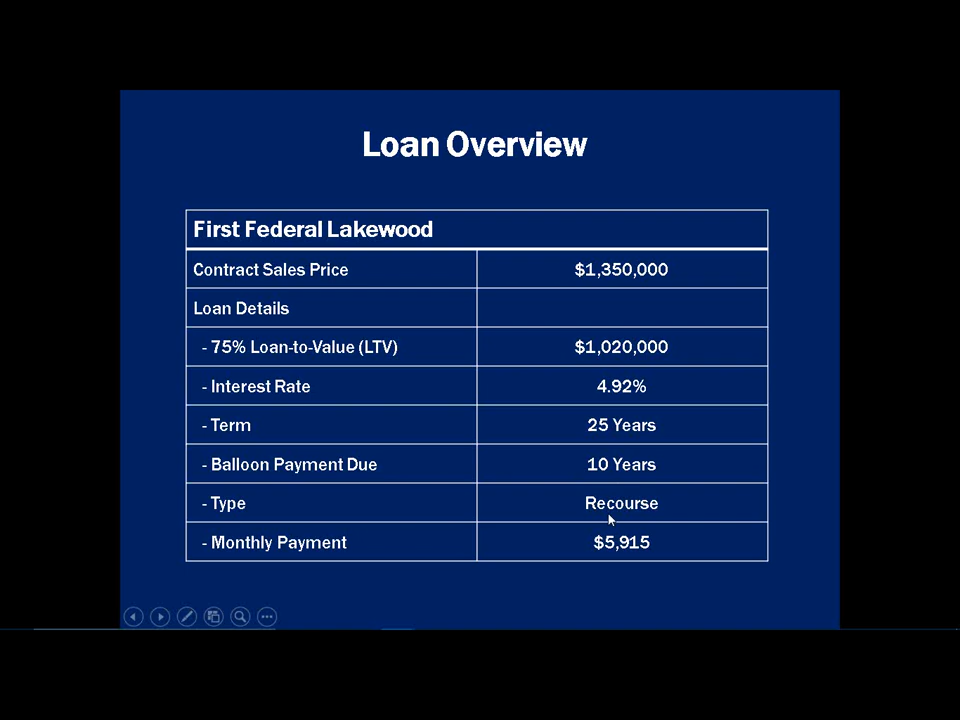 Loan Overview
First Federal Lakewood
Contract Sales Price $1,350,000
Loan Details
- 75% Loan-to-Value (LTV) $1,020,000
- Interest Rate 4.92%
- Term 25 Years
- Balloon Payment Due 10 Years
- Type Recourse
- Monthly Payment $5,915